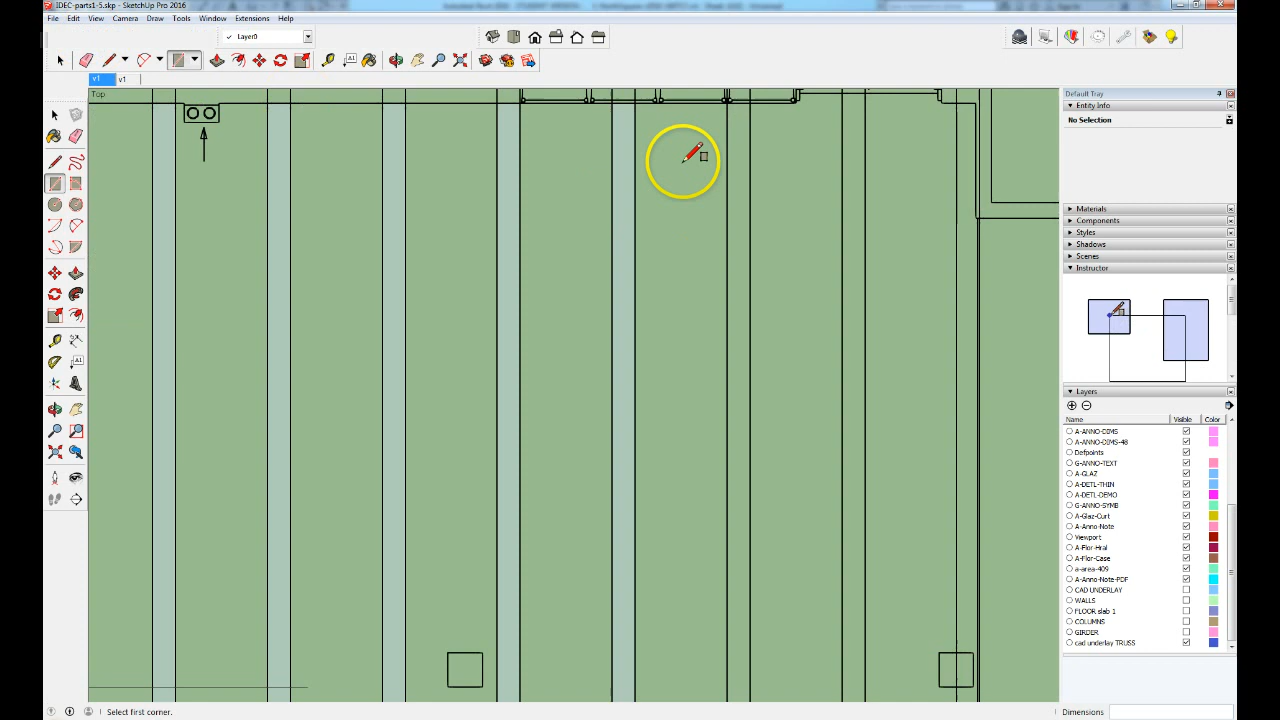 IDEC-parts1-5.skp - SketchUp Pro 2016
File Edit View Camera Draw Tools Window Extensions Help
Layer0
v1 v1
Top
Default Tray
Entity Info
No Selection
Materials
Components
Styles
Shadows
Scenes
Instructor
Layers
Name Visible Color
A-ANNO-DIMS
A-ANNO-DIMS-48
Defpoints
G-ANNO-TEXT
A-GLAZ
A-DETL-THIN
A-DETL-DEMO
G-ANNO-SYMB
A-Glaz-Curt
A-Anno-Note
Viewport
A-Flor-Hral
A-Flor-Case
a-area-409
A-Anno-Note-PDF
CAD UNDERLAY
WALLS
FLOOR slab 1
COLUMNS
GIRDER
cad underlay TRUSS
Select first corner.
Dimensions